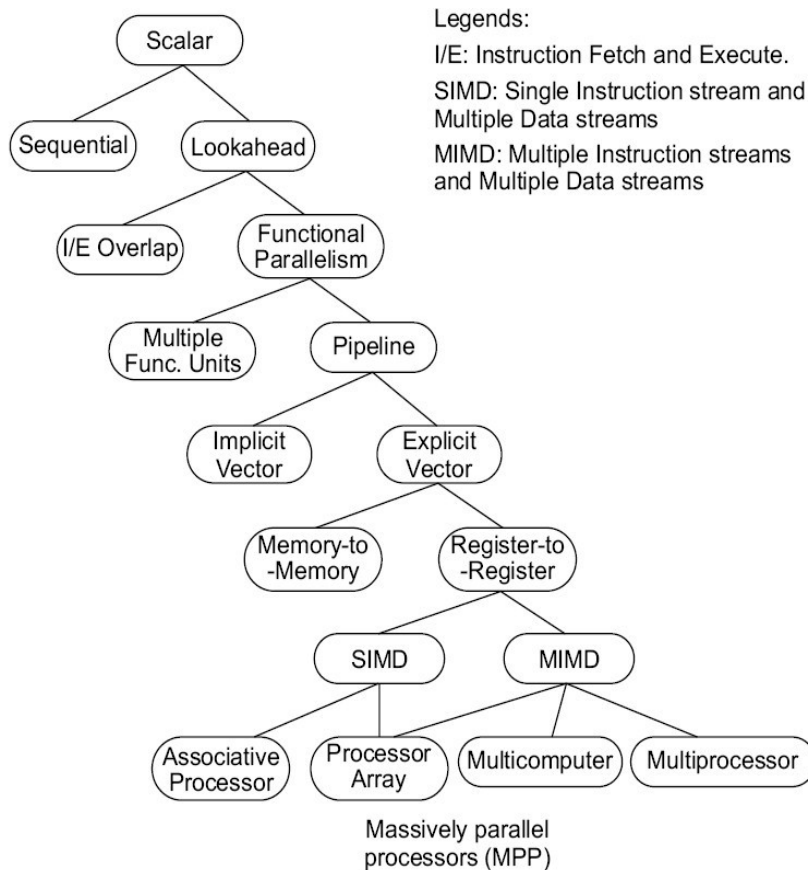 Scalar
Legends:
I/E: Instruction Fetch and Execute.
SIMD: Single Instruction stream and
Multiple Data streams
MIMD: Multiple Instruction streams
and Multiple Data streams
Sequential
Lookahead
I/E Overlap
Functional
Parallelism
Multiple
Func. Units
Pipeline
Implicit
Vector
Explicit
Vector
Memory-to
-Memory
Register-to
-Register
SIMD
MIMD
Associative
Processor
Processor
Array
Multicomputer
Multiprocessor
Massively parallel
processors (MPP)